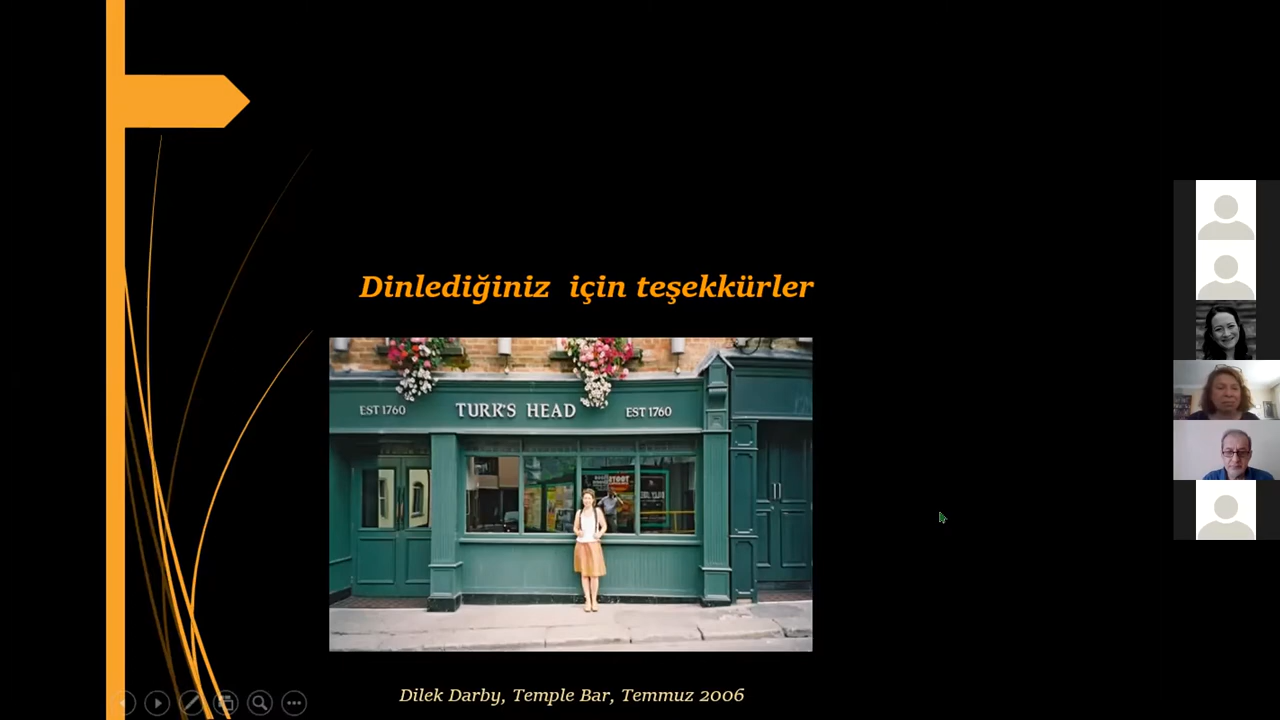 Dinlediğiniz için teşekkürler
EST 1760 TURK'S HEAD EST 1760
Dilek Darby, Temple Bar, Temmuz 2006